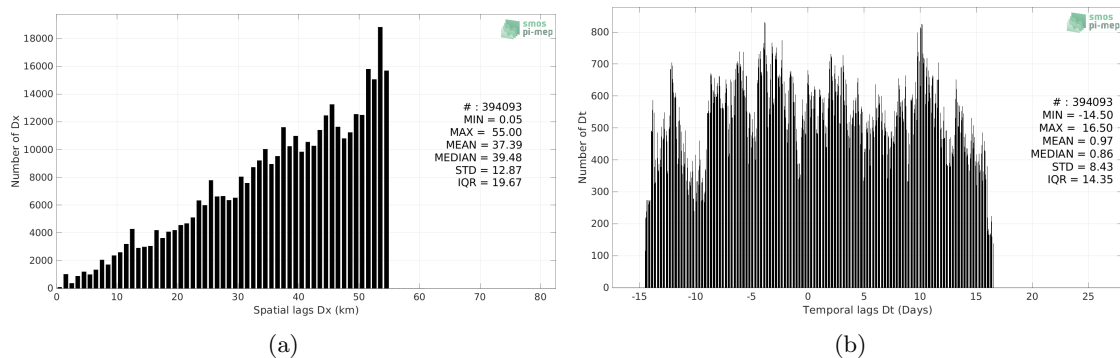 smos
pi-mep
18000
16000
14000
12000
10000
8000
6000
4000
2000
0
Number of Dx
# : 394093
MIN = 0.05
MAX = 55.00
MEAN = 37.39
MEDIAN = 39.48
STD = 12.87
IQR = 19.67
0 10 20 30 40 50 60 70 80
Spatial lags Dx (km)
(a)
smos
pi-mep
800
700
600
500
400
300
200
100
0
Number of Dt
# : 394093
MIN = -14.50
MAX = 16.50
MEAN = 0.97
MEDIAN = 0.86
STD = 8.43
IQR = 14.35
-15 -10 -5 0 5 10 15 20 25
Temporal lags Dt (Days)
(b)